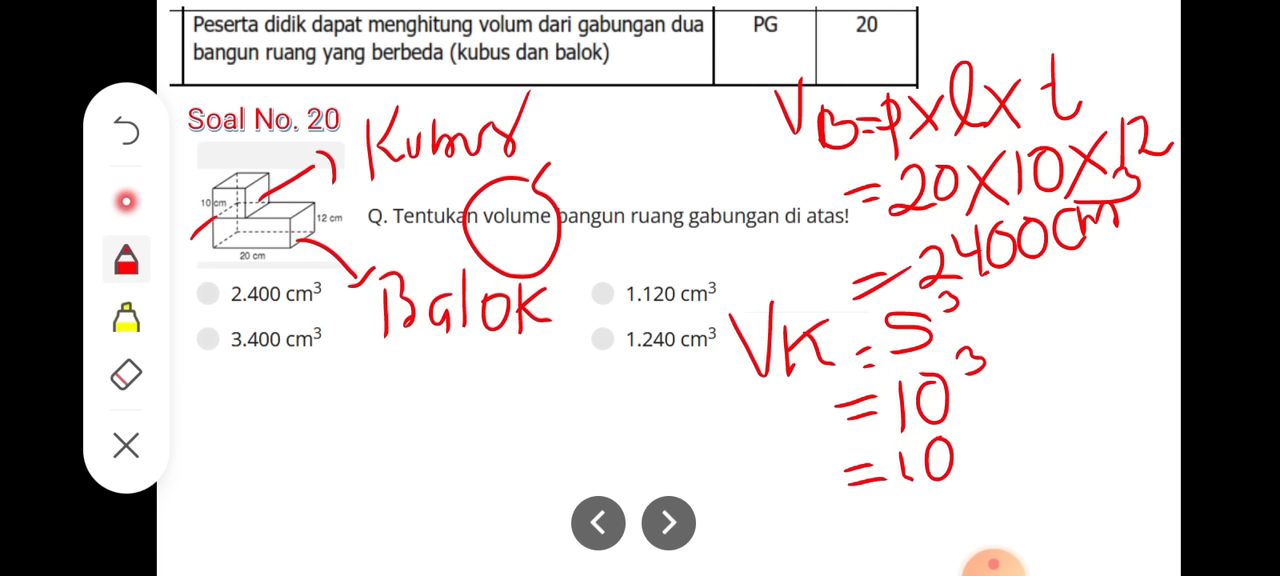 Peserta didik dapat menghitung volum dari gabungan dua
bangun ruang yang berbeda (kubus dan balok)
PG
20
Soal No. 20
Kubus
10 cm
12 cm
20 cm
Q. Tentukan volume bangun ruang gabungan di atas!
Balok
2.400 cm³
3.400 cm³
1.120 cm³
1.240 cm³
VB=p×l×t
=20×10×12
=2400cm³
VK=S³
=10³
=10